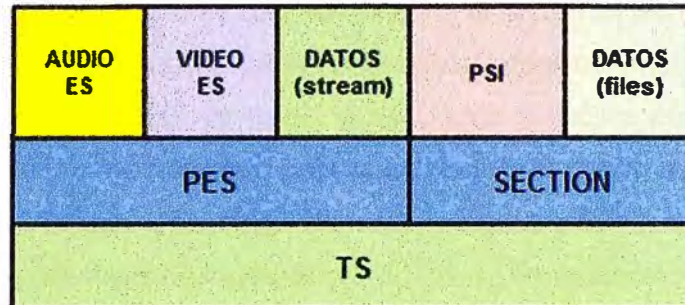 AUDIO
ES
VIDEO
ES
DATOS
(stream)
PSI
DATOS
(files)
PES
SECTION
TS